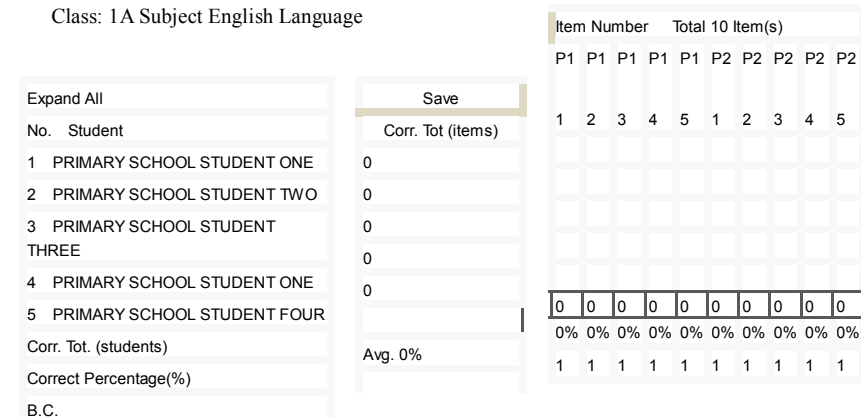 Class: 1A Subject English Language
Item Number Total 10 Item(s)
P1 P1 P1 P1 P1 P2 P2 P2 P2 P2
Expand All
Save
1 2 3 4 5 1 2 3 4 5
No. Student
Corr. Tot (items)
1 PRIMARY SCHOOL STUDENT ONE
0
2 PRIMARY SCHOOL STUDENT TWO
0
3 PRIMARY SCHOOL STUDENT
THREE
0
0
4 PRIMARY SCHOOL STUDENT ONE
0
5 PRIMARY SCHOOL STUDENT FOUR
0 0 0 0 0 0 0 0 0 0
0% 0% 0% 0% 0% 0% 0% 0% 0% 0%
Corr. Tot. (students)
Avg. 0%
1 1 1 1 1 1 1 1 1 1
Correct Percentage(%)
B.C.